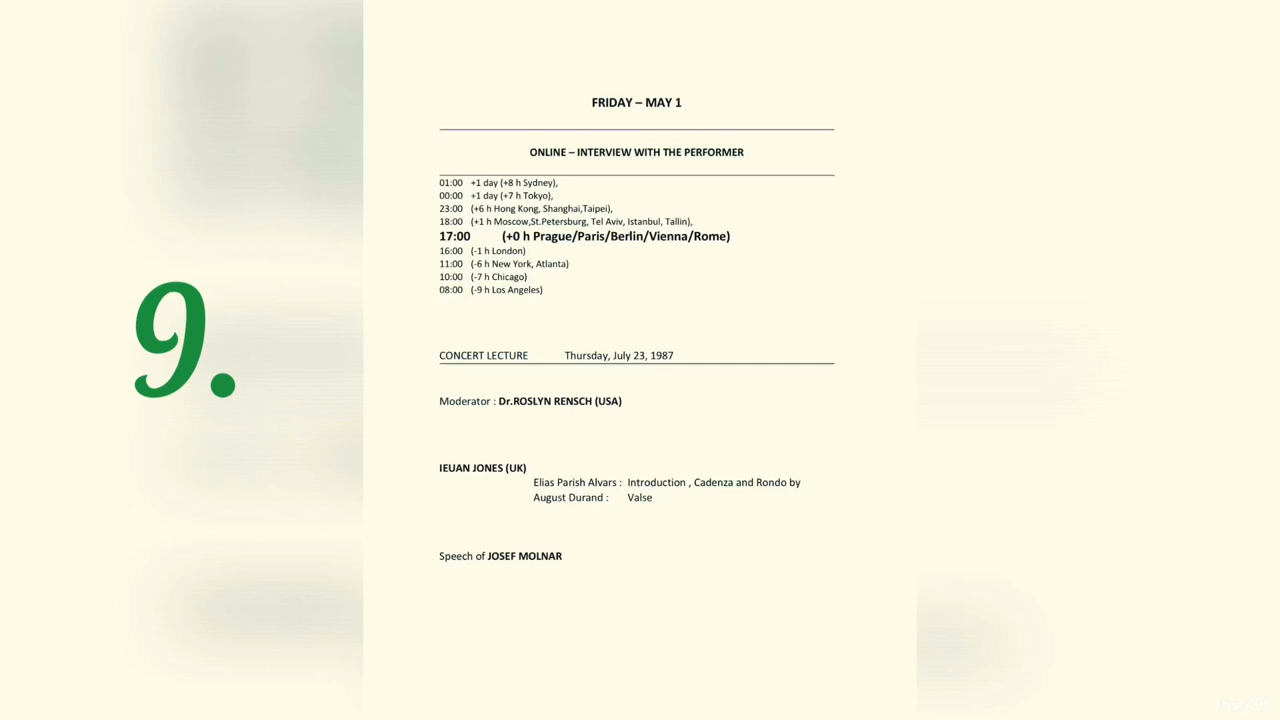 FRIDAY – MAY 1
ONLINE – INTERVIEW WITH THE PERFORMER
01:00 +1 day (+8 h Sydney),
00:00 +1 day (+7 h Tokyo),
23:00 (+6 h Hong Kong, Shanghai,Taipei),
18:00 (+1 h Moscow,St.Petersburg, Tel Aviv, Istanbul, Tallin),
17:00 (+0 h Prague/Paris/Berlin/Vienna/Rome)
16:00 (-1 h London)
11:00 (-6 h New York, Atlanta)
10:00 (-7 h Chicago)
08:00 (-9 h Los Angeles)
9.
CONCERT LECTURE Thursday, July 23, 1987
Moderator : Dr.ROSLYN RENSCH (USA)
IEUAN JONES (UK)
Elias Parish Alvars : Introduction , Cadenza and Rondo by
August Durand : Valse
Speech of JOSEF MOLNAR